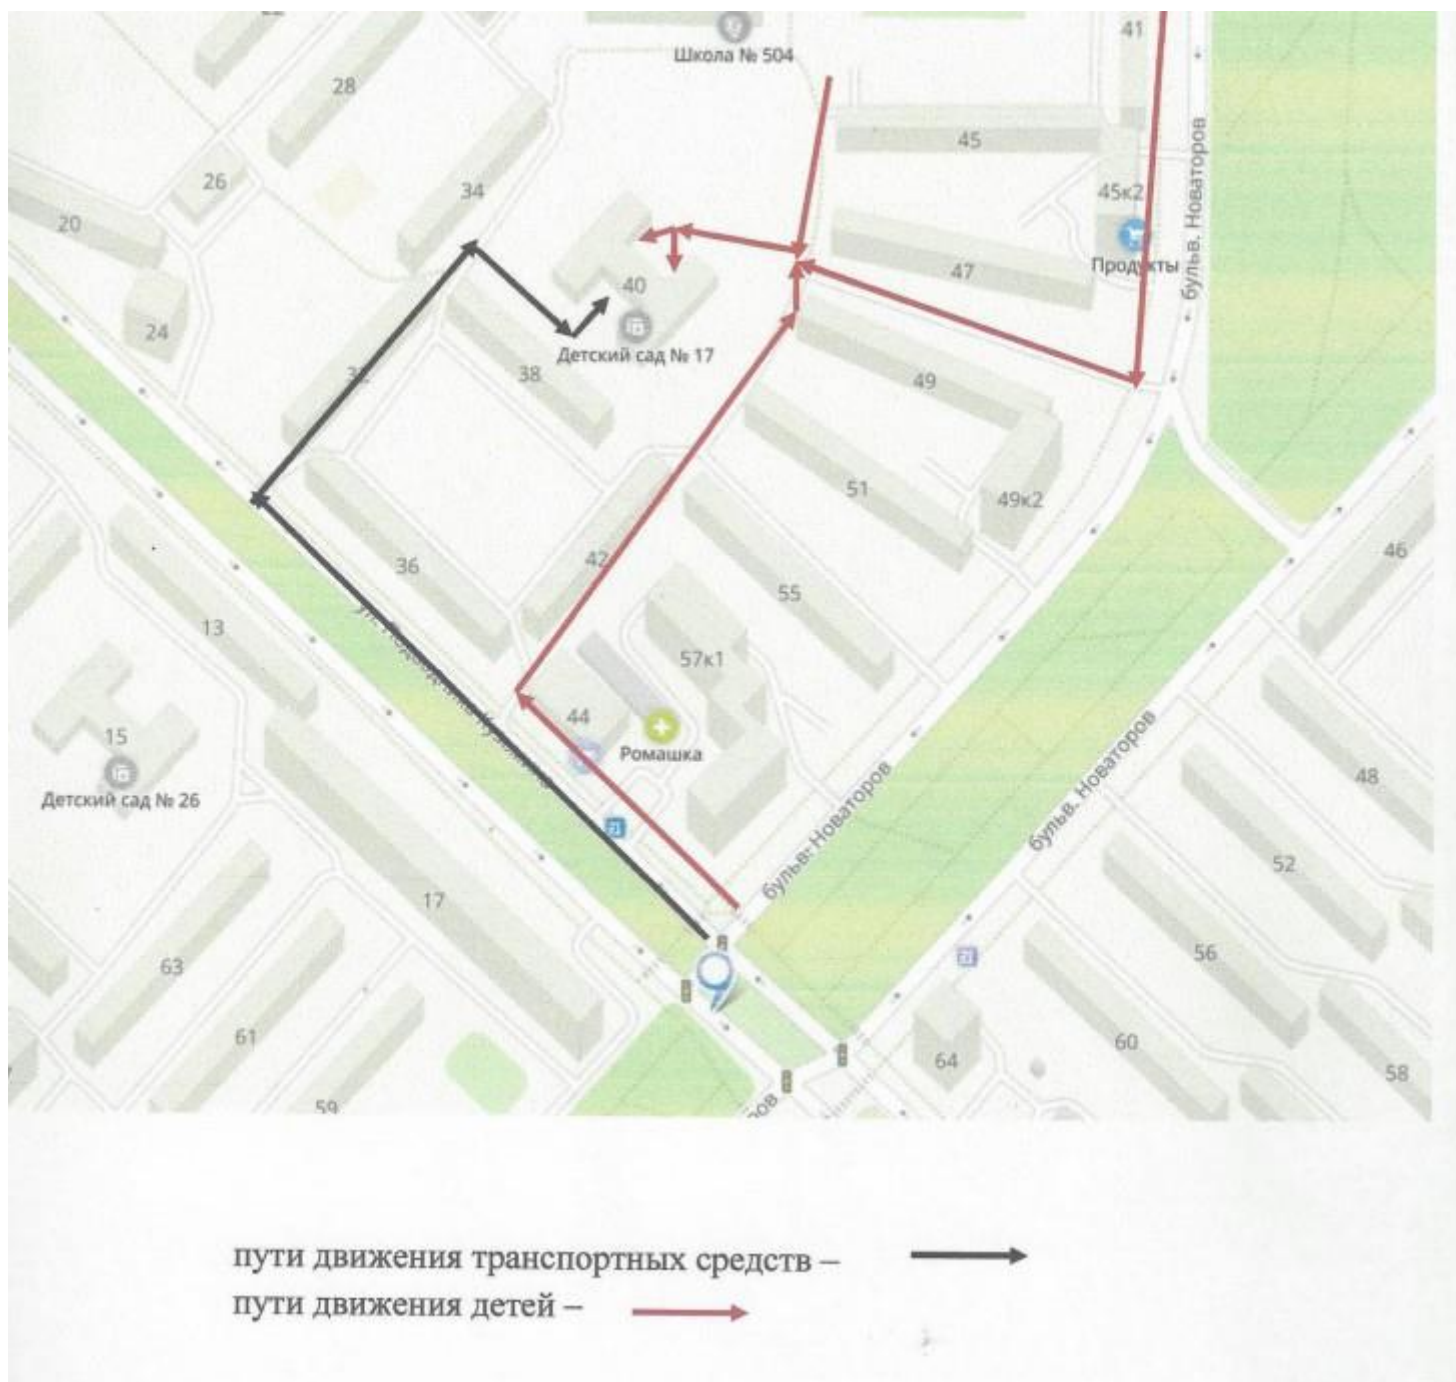 22
Школа № 504
41
28
45
бульв. Новаторов
34
26
45к2
20
Продукты
47
40
24
Детский сад № 17
38
32
49
51
49к2
36
42
46
55
13
57к1
44
Ромашка
15
Детский сад № 26
48
бульв. Новаторов
бульв. Новаторов
52
17
56
63
61
60
64
58
59
пути движения транспортных средств –
пути движения детей –